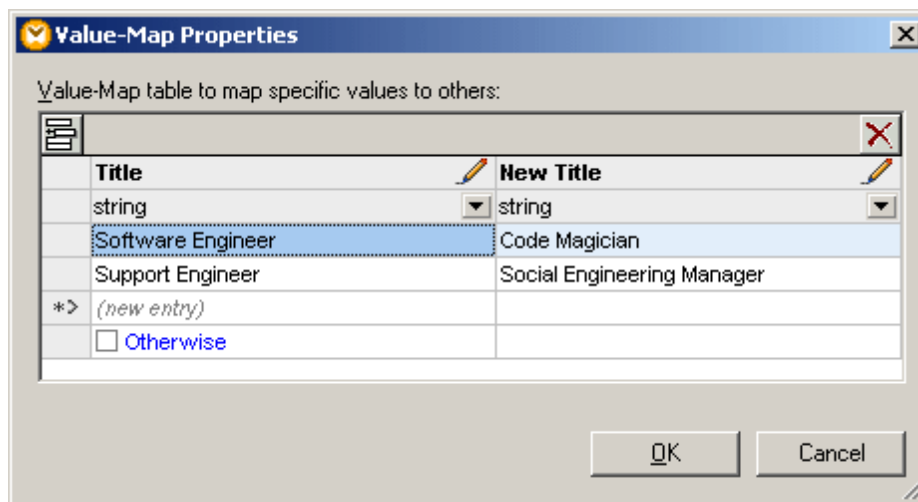 Value-Map Properties
Value-Map table to map specific values to others:
Title New Title
string string
Software Engineer Code Magician
Support Engineer Social Engineering Manager
*> (new entry)
Otherwise
OK Cancel